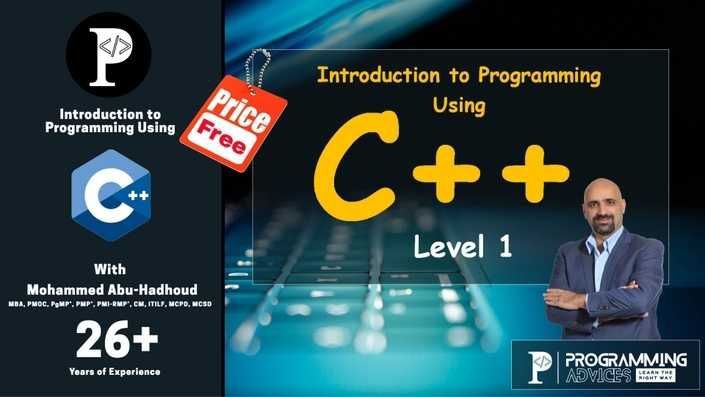 P
</>
Introduction to
Programming Using
C++
With
Mohammed Abu-Hadhoud
MBA, PMOC, PgMP®, PMP®, PMI-RMP®, CM, ITILF, MCPD, MCSD
26+
Years of Experience
Price
Free
Introduction to Programming
Using
C++
Level 1
P
</>
PROGRAMMING
ADVICES
LEARN THE
RIGHT WAY